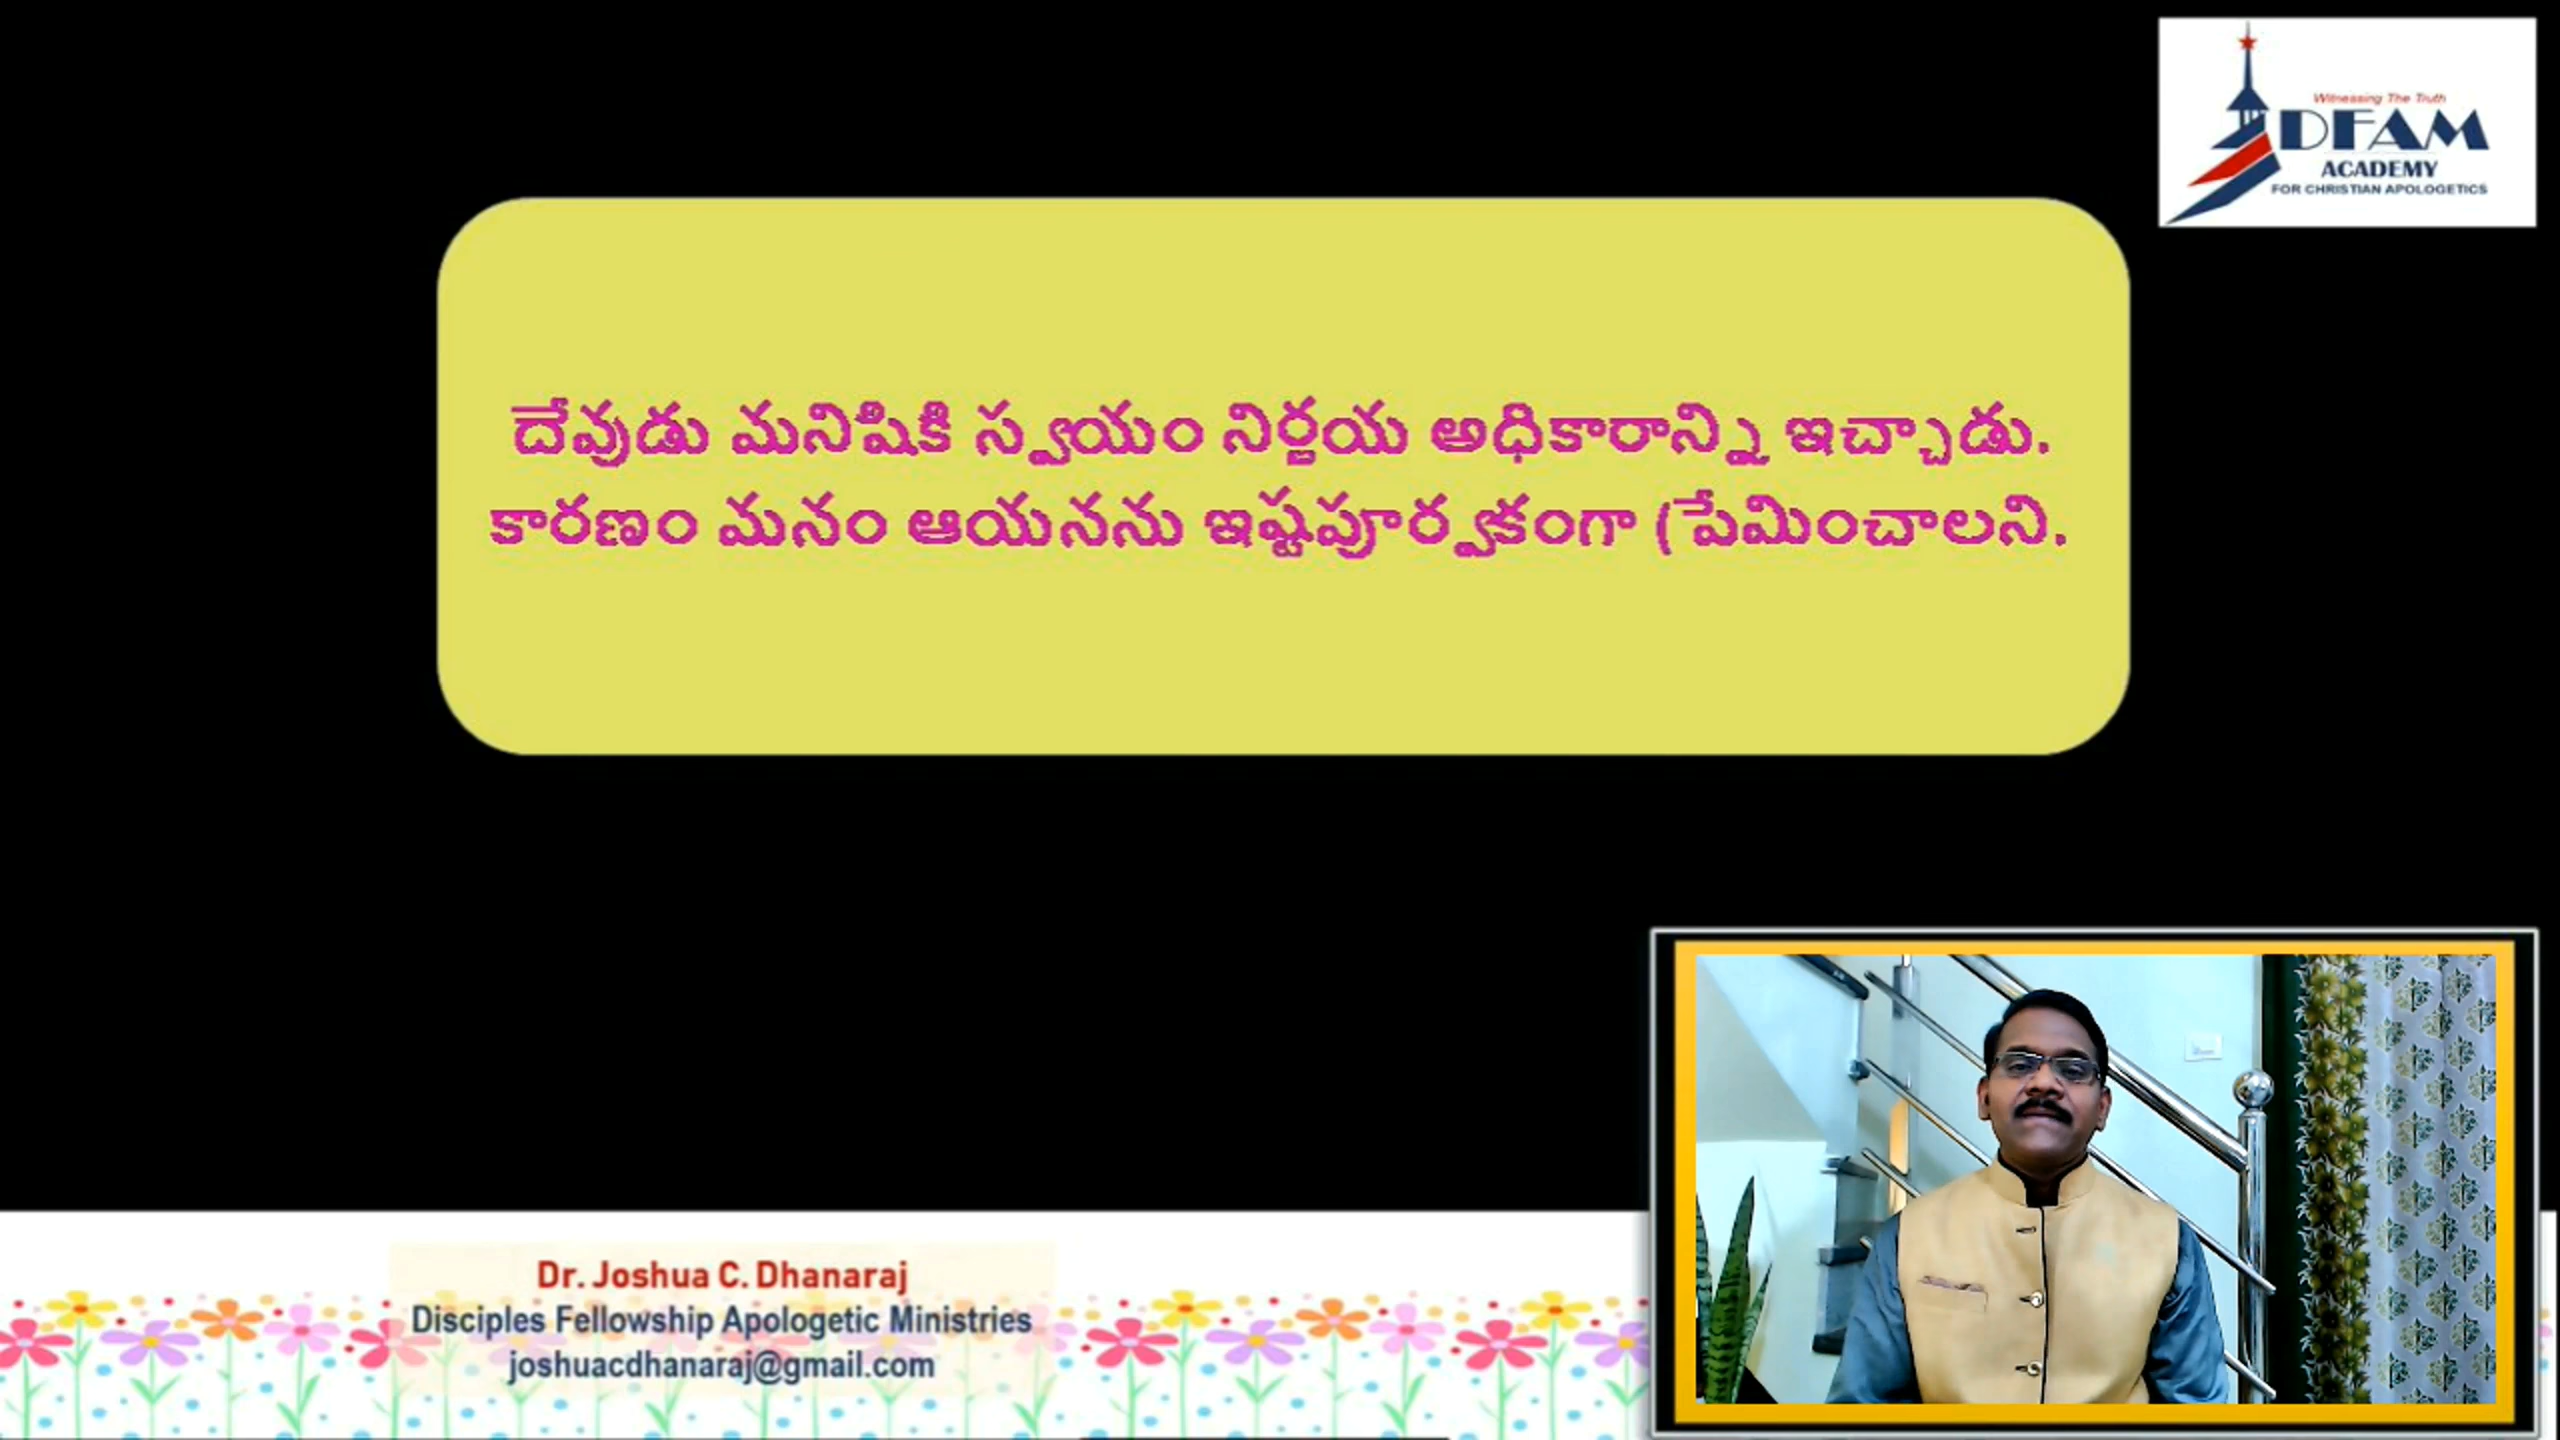 Witnessing The Truth
DFAM
ACADEMY
FOR CHRISTIAN APOLOGETICS
దేవుడు మనిషికి స్వయం నిర్ణయ అధికారాన్ని ఇచ్చాడు.
కారణం మనం ఆయనను ఇష్టపూర్వకంగా ప్రేమించాలని.
Dr. Joshua C. Dhanaraj
Disciples Fellowship Apologetic Ministries
joshuacdhanaraj@gmail.com